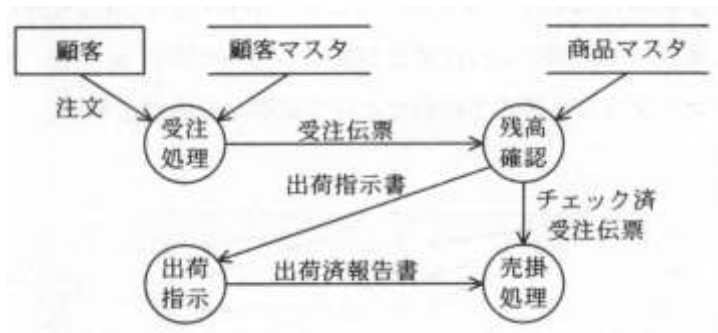 顧客
顧客マスタ
商品マスタ
注文
受注
処理
受注伝票
残高
確認
出荷指示書
チェック済
受注伝票
出荷
指示
出荷済報告書
売掛
処理